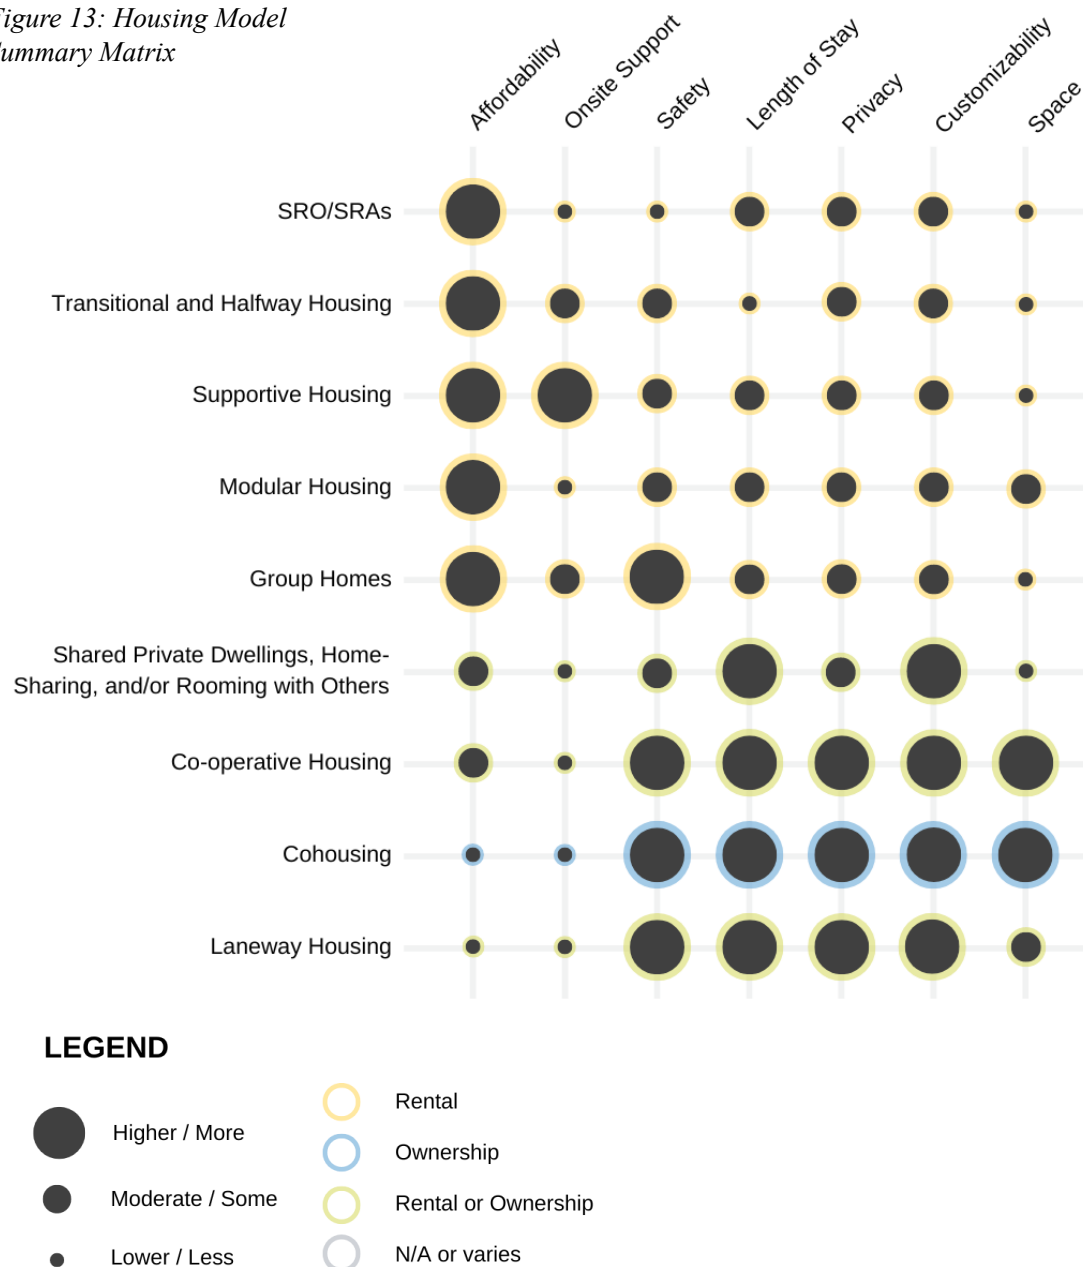 igure 13: Housing Model
ummary Matrix
Affordability
Onsite Support
Safety
Length of Stay
Privacy
Customizability
Space
SRO/SRAs
Transitional and Halfway Housing
Supportive Housing
Modular Housing
Group Homes
Shared Private Dwellings, Home-
Sharing, and/or Rooming with Others
Co-operative Housing
Cohousing
Laneway Housing
LEGEND
Higher / More
Moderate / Some
Lower / Less
Rental
Ownership
Rental or Ownership
N/A or varies